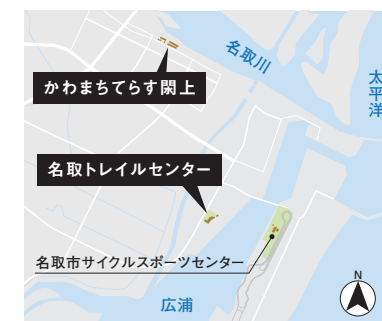 名取川
太平洋
かわまちてらす閖上
名取トレイルセンター
名取市サイクルスポーツセンター
広浦
N